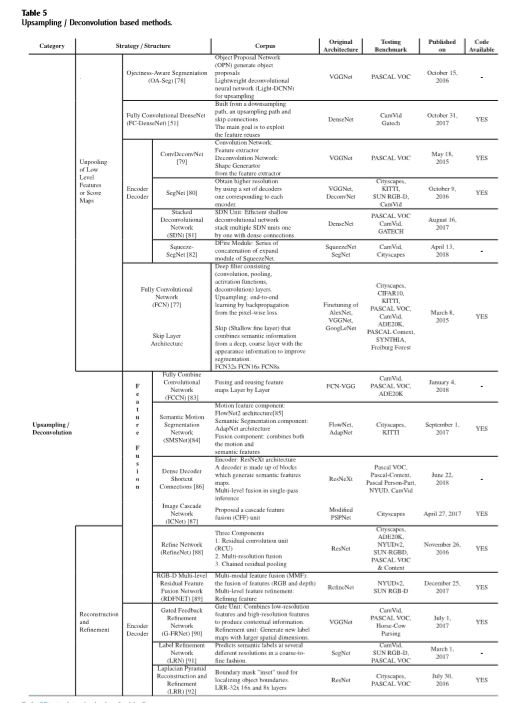 Table 5
Upsampling / Deconvolution based methods.
Category
Strategy / Structure
Corpus
Original
Architecture
Testing
Benchmark
Published
on
Code
Available
Upsampling /
Deconvolution
Unpooling
of Low
Level
Features
or Score
Maps
Ojectness-Aware Segmentation
(OA-Seg) [78]
Object Proposal Network
(OPN) generate object
proposals
Lightweight deconvolutional
neural network (Light-DCNN)
for upsampling
VGGNet
PASCAL VOC
October 15,
2016
-
Fully Convolutional DenseNet
(FC-DenseNet) [51]
Built from a downsampling
path, an upsampling path and
skip connections
The main goal is to exploit
the feature reuses
DenseNet
CamVid
Gatech
October 31,
2017
YES
Encoder
Decoder
ConvDeconvNet
[79]
Convolution Network:
Feature extractor
Deconvolution Network:
Shape Generator
from the feature extractor
VGGNet
PASCAL VOC
May 18,
2015
YES
SegNet [80]
Obtain higher resolution
by using a set of decoders
one corresponding to each
encoder.
VGGNet,
DeconvNet
Cityscapes,
KITTI,
SUN RGB-D,
CamVid
October 9,
2016
YES
Stacked
Deconvolutional
Network
(SDN) [81]
SDN Unit: Efficient shallow
deconvolutional network
stack multiple SDN units one
by one with dense connections
DenseNet
PASCAL VOC
CamVid,
GATECH
August 16,
2017
-
Squeeze-
SegNet [82]
DFire Module: Series of
concatenation of expand
module of SqueezeNet.
SqueezeNet
SegNet
CamVid,
Cityscapes
April 13,
2018
-
Fully Convolutional
Network
(FCN) [77]
Skip Layer
Architecture
Deep filter consisting
(convolution, pooling,
activation functions,
deconvolution) layers
Upsampling: end-to-end
learning by backpropagation
from the pixel-wise loss.
Skip (Shallow fine layer) that
combines semantic information
from a deep, coarse layer with the
appearance information to improve
segmentation
FCN32s FCN16s FCN8s
Finetuning of
AlexNet,
VGGNet,
GoogLeNet
Cityscapes,
CIFAR10,
KITTI,
PASCAL VOC,
CamVid,
ADE20K,
PASCAL Context,
SYNTHIA,
Freiburg Forest
March 8,
2015
YES
Feature Fusion
Fully Combine
Convolutional
Network
(FCCN) [83]
Fusing and reusing feature
maps Layer by Layer
FCN-VGG
CamVid,
PASCAL VOC,
ADE20K
January 4,
2018
-
Semantic Motion
Segmentation
Network
(SMSNet)[84]
Motion feature component:
FlowNet2 architecture[85]
Semantic Segmentation component:
AdapNet architecture
Fusion component: combines both
the motion and
semantic features
FlowNet,
AdapNet
Cityscapes,
KITTI
September 1,
2017
YES
Dense Decoder
Shortcut
Connections [86]
Encoder: ResNeXt architecture
A decoder is made up of blocks
which generate semantic features
maps.
Multi-level fusion in single-pass
inference
ResNeXt
Pascal VOC,
Pascal-Context,
Pascal Person-Part,
NYUD, CamVid
June 22,
2018
-
Image Cascade
Network
(ICNet) [87]
Proposed a cascade feature
fusion (CFF) unit
Modified
PSPNet
Cityscapes
April 27, 2017
YES
Reconstruction
and
Refinement
Refine Network
(RefineNet) [88]
Three Components
1. Residual convolution unit
(RCU)
2. Multi-resolution fusion
3. Chained residual pooling
ResNet
Cityscapes,
ADE20K,
NYUDv2,
SUN-RGBD,
PASCAL VOC
& Context
November 26,
2016
YES
RGB-D Multi-level
Residual Feature
Fusion Network
(RDFNET) [89]
Multi-modal feature fusion (MMF):
the fusion of features (RGB and depth)
Multi-level feature refinement:
Refining feature
RefineNet
NYUDv2,
SUN RGB-D
December 25,
2017
YES
Encoder
Decoder
Gated Feedback
Refinement
Network
(G-FRNet) [90]
Gate Unit: Combines low-resolution
features and high-resolution features
to produce contextual information.
Refinement unit: Generate new label
maps with larger spatial dimensions.
VGGNet
CamVid,
PASCAL VOC,
Horse-Cow
Parsing
July 1,
2017
YES
Label Refinement
Network
(LRN) [91]
Predicts semantic labels at several
different resolutions in a coarse-to-
fine fashion.
SegNet
CamVid,
SUN RGB-D,
PASCAL VOC
March 1,
2017
-
Laplacian Pyramid
Reconstruction and
Refinement
(LRR) [92]
Boundary mask "inset" used for
localizing object boundaries.
LRR-32x 16x and 8x layers
ResNet
Cityscapes,
PASCAL VOC
July 30,
2016
YES